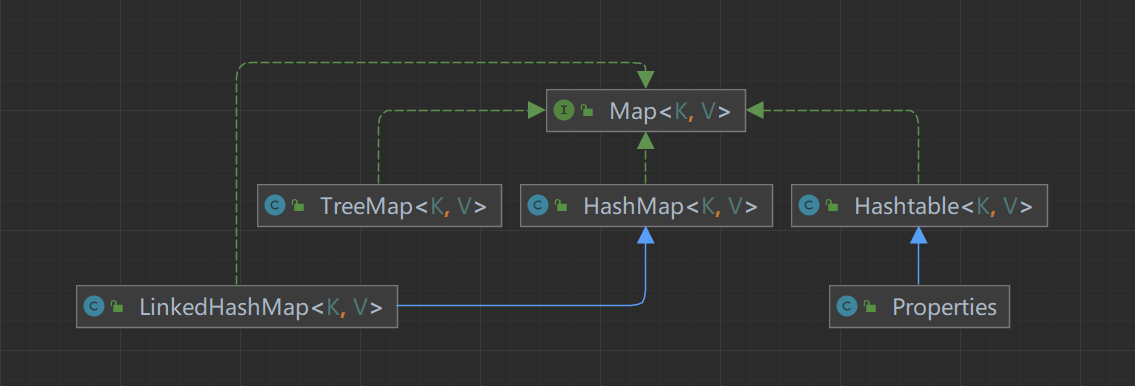 I Map<K, V>
C TreeMap<K, V>
C HashMap<K, V>
C Hashtable<K, V>
C LinkedHashMap<K, V>
C Properties